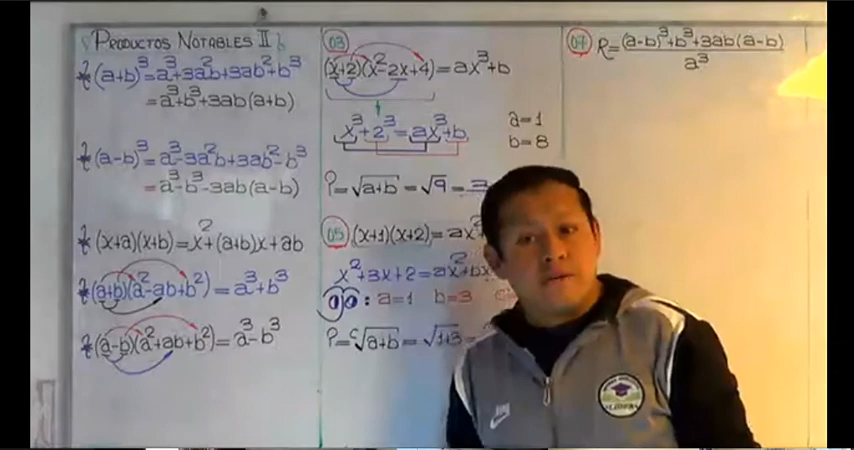 PRODUCTOS NOTABLES II
* (a+b)³=a³+3a²b+3ab²+b³
=a³+b³+3ab(a+b)
* (a-b)³=a³-3a²b+3ab²-b³
=a³-b³-3ab(a-b)
* (x+a)(x+b)=x²+(a+b)x+ab
* (a+b)(a²-ab+b²)=a³+b³
* (a-b)(a²+ab+b²)=a³-b³
03
(x+2)(x²-2x+4)=ax³+b
x³+2³=ax³+b
a=1
b=8
P=√a+b=√9=3
05 (x+1)(x+2)=ax²
x²+3x+2=ax²+bx
: a=1 b=3 c
P=ᶜ√a+b=√1+3=
07 R=(a-b)³+b³+3ab(a-b)
a³